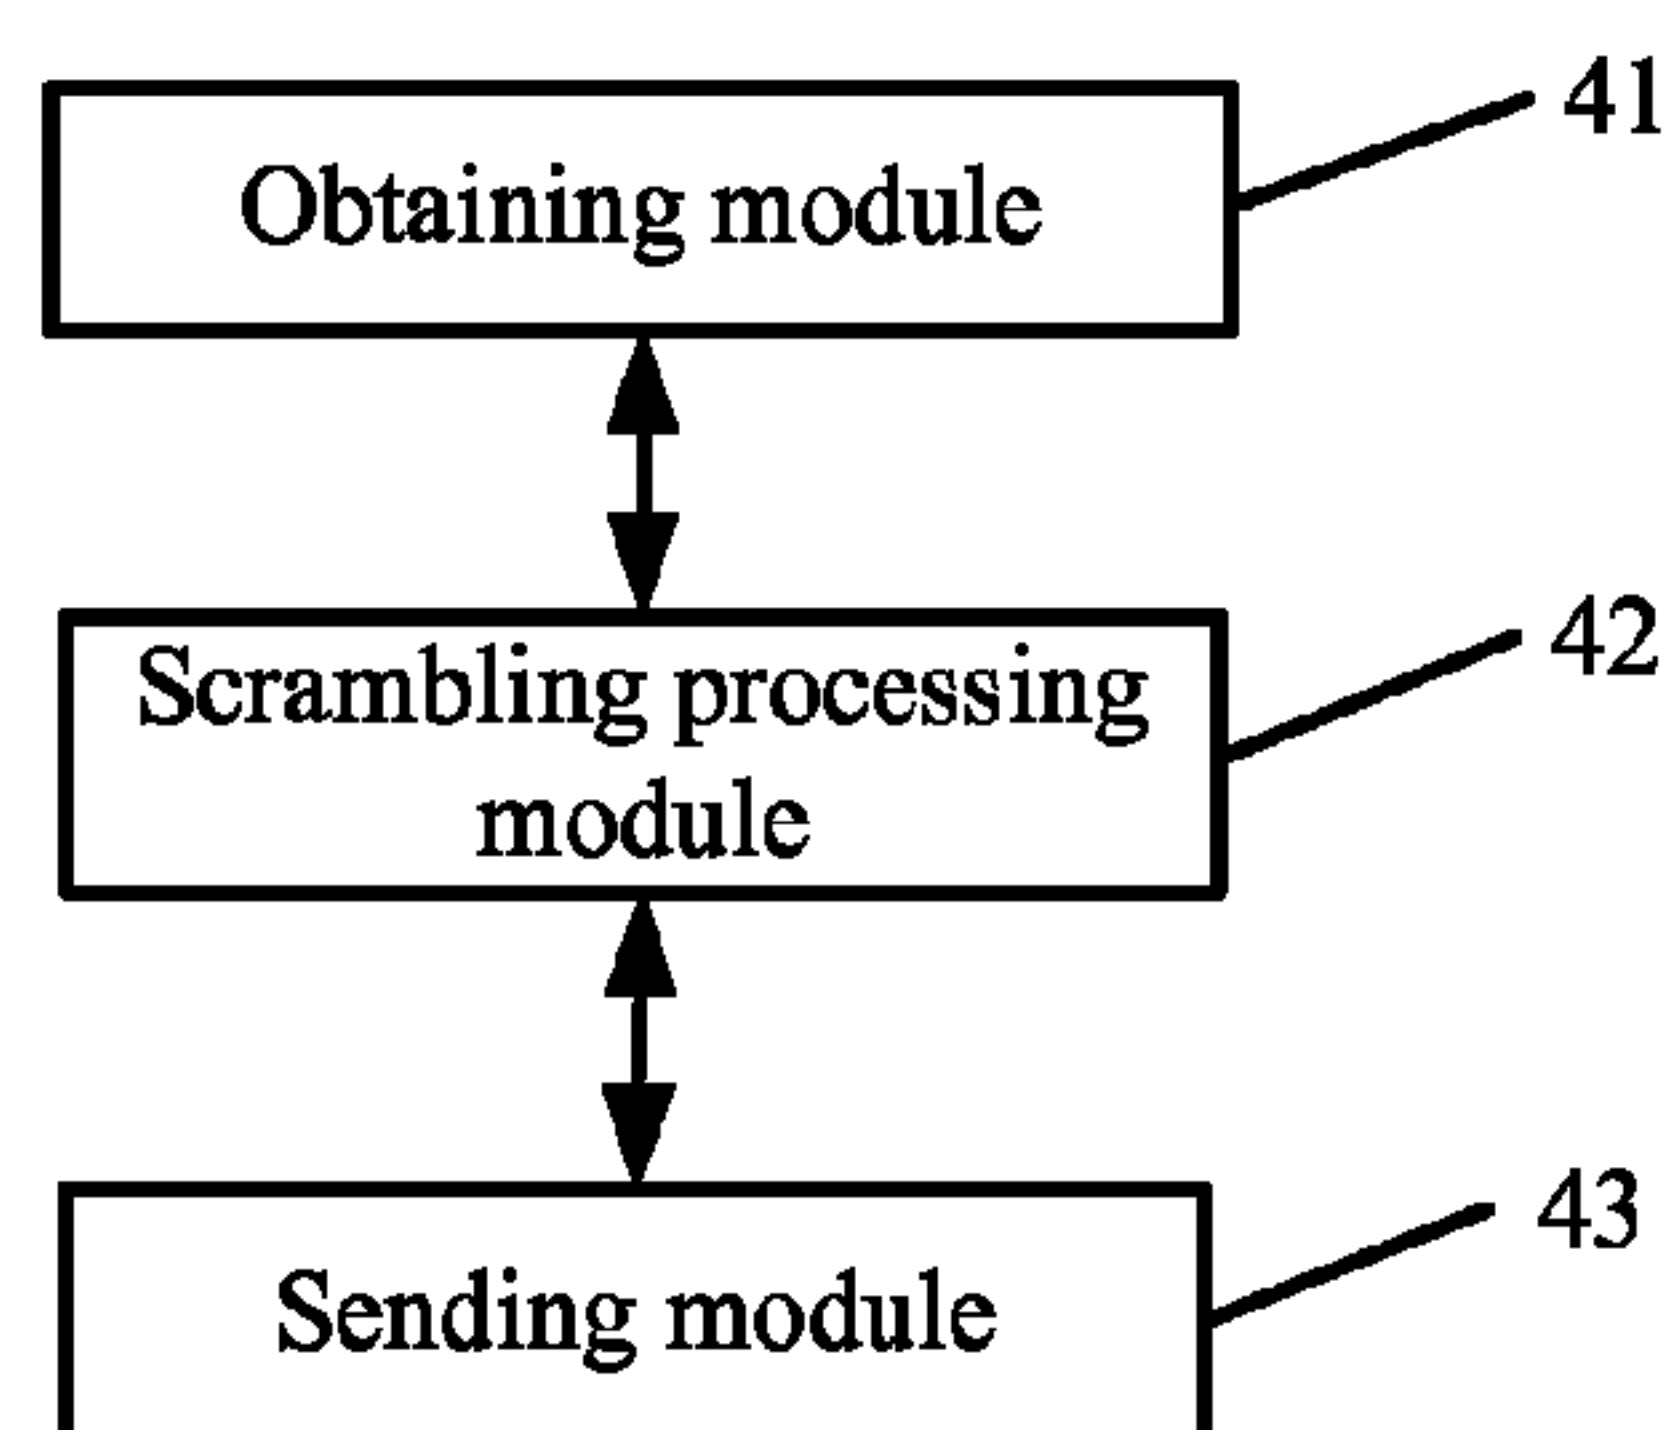 41
Obtaining module
42
Scrambling processing
module
43
Sending module